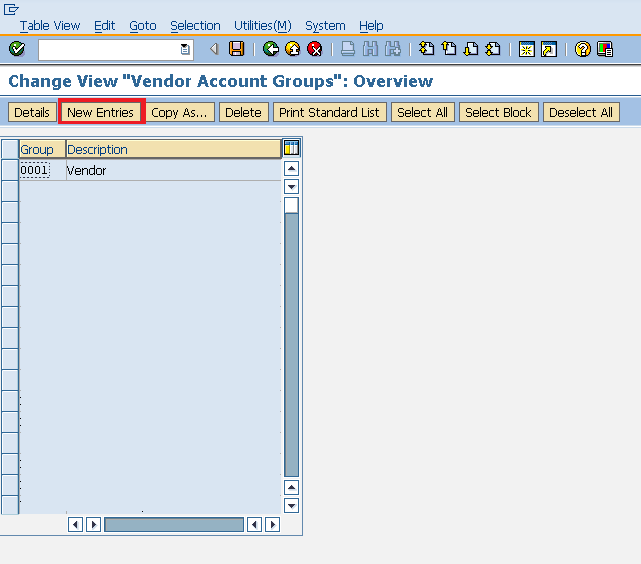 Table View Edit Goto Selection Utilities(M) System Help
Change View "Vendor Account Groups": Overview
Details New Entries Copy As... Delete Print Standard List Select All Select Block Deselect All
Group Description
0001 Vendor